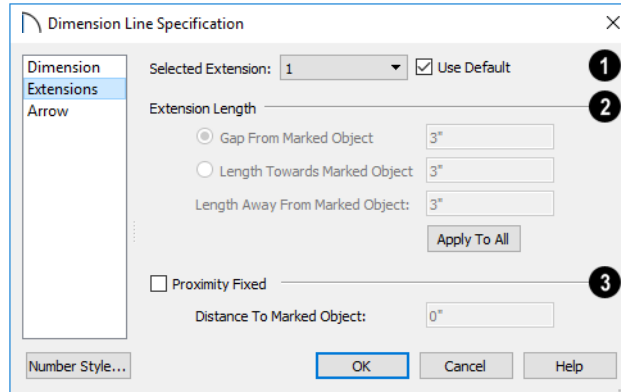 Dimension Line Specification
Dimension
Extensions
Arrow
Selected Extension: 1 Use Default 1
Extension Length 2
Gap From Marked Object 3"
Length Towards Marked Object 3"
Length Away From Marked Object: 3"
Apply To All
Proximity Fixed 3
Distance To Marked Object: 0"
Number Style... OK Cancel Help